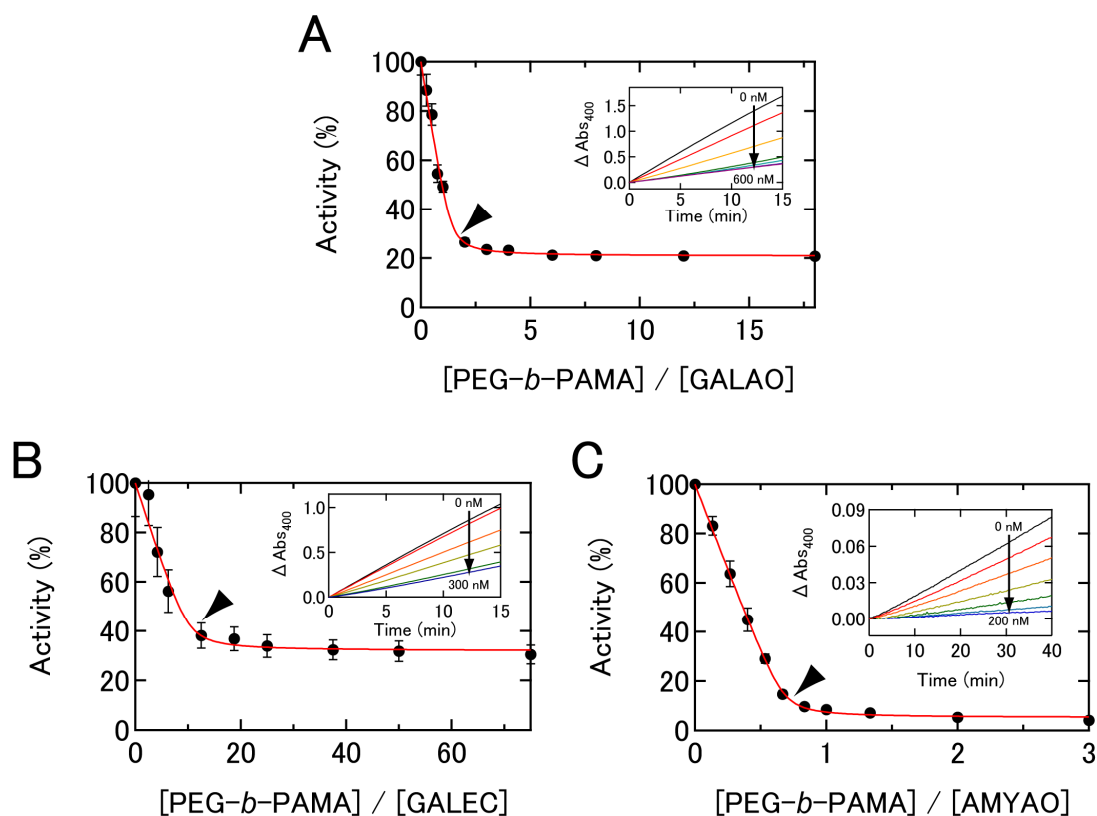 A
Activity (%)
100
80
60
40
20
0
0 5 10 15
[PEG-b-PAMA] / [GALAO]
Δ Abs400
1.5
1.0
0.5
0.0
0 nM
600 nM
0 5 10 15
Time (min)
B
Activity (%)
100
80
60
40
20
0
0 20 40 60
[PEG-b-PAMA] / [GALEC]
Δ Abs400
1.0
0.5
0.0
0 nM
300 nM
0 5 10 15
Time (min)
C
Activity (%)
100
80
60
40
20
0
0 1 2 3
[PEG-b-PAMA] / [AMYAO]
Δ Abs400
0.09
0.06
0.03
0.00
0 nM
200 nM
0 10 20 30 40
Time (min)